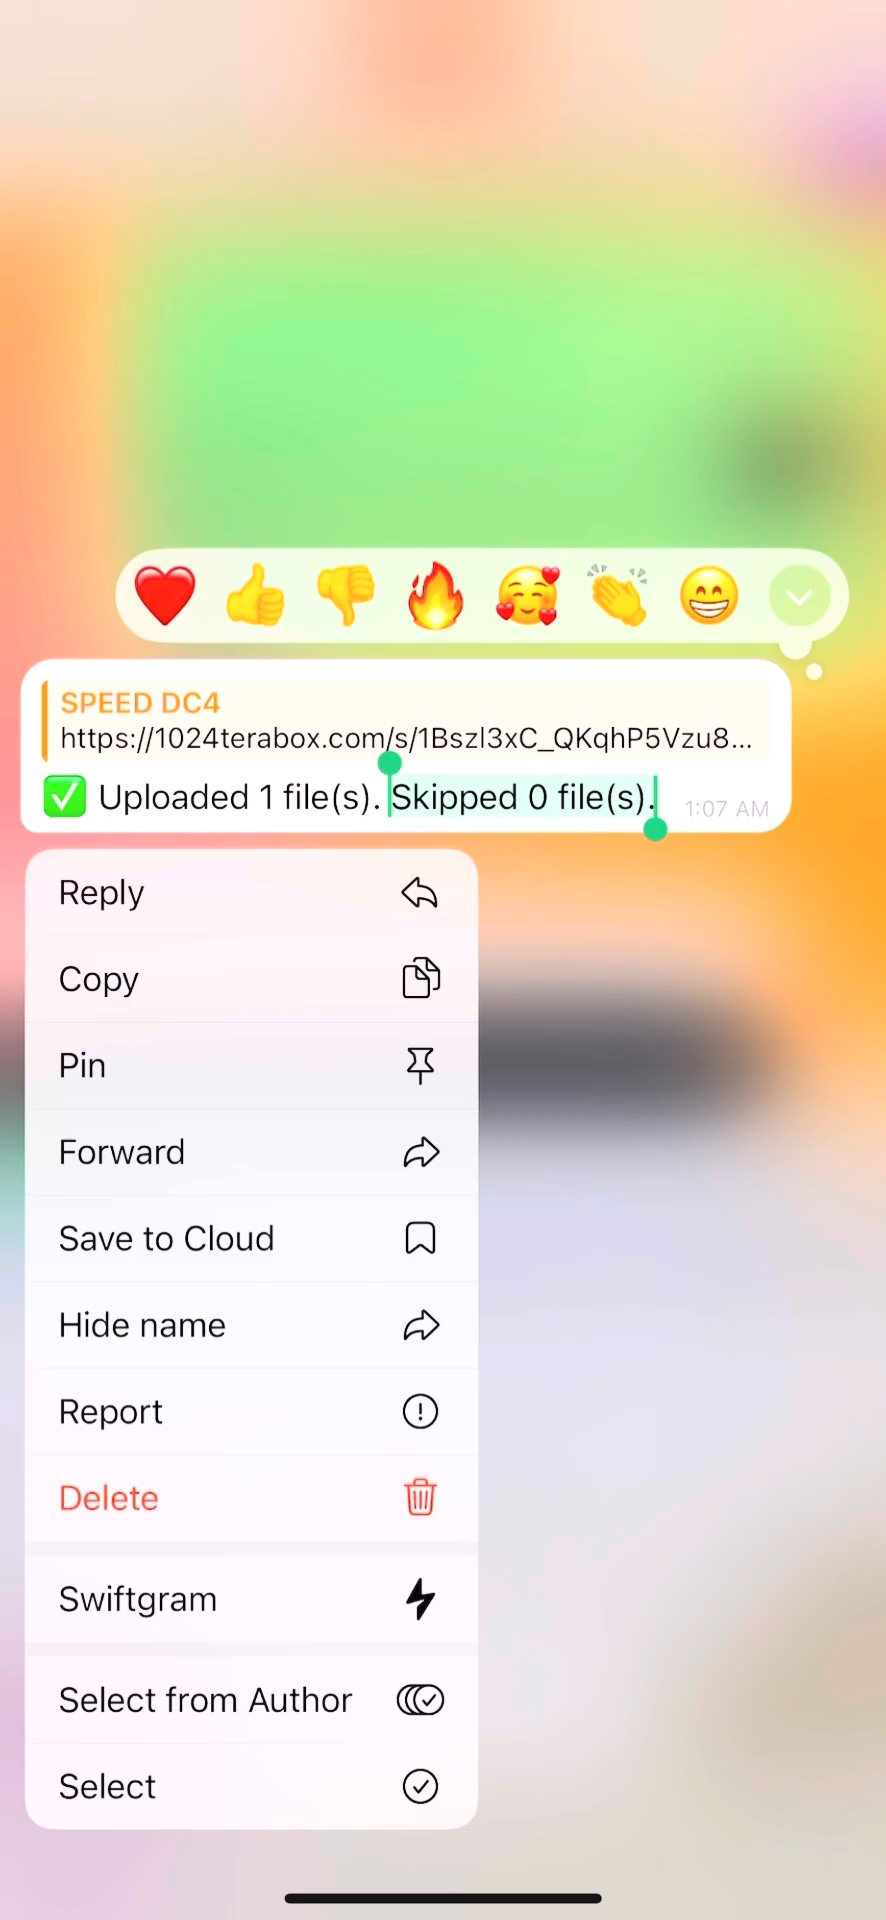 SPEED DC4
https://1024terabox.com/s/1Bszl3xC_QKqhP5Vzu8...
✅ Uploaded 1 file(s). Skipped 0 file(s).
1:07 AM
Reply
Copy
Pin
Forward
Save to Cloud
Hide name
Report
Delete
Swiftgram
Select from Author
Select